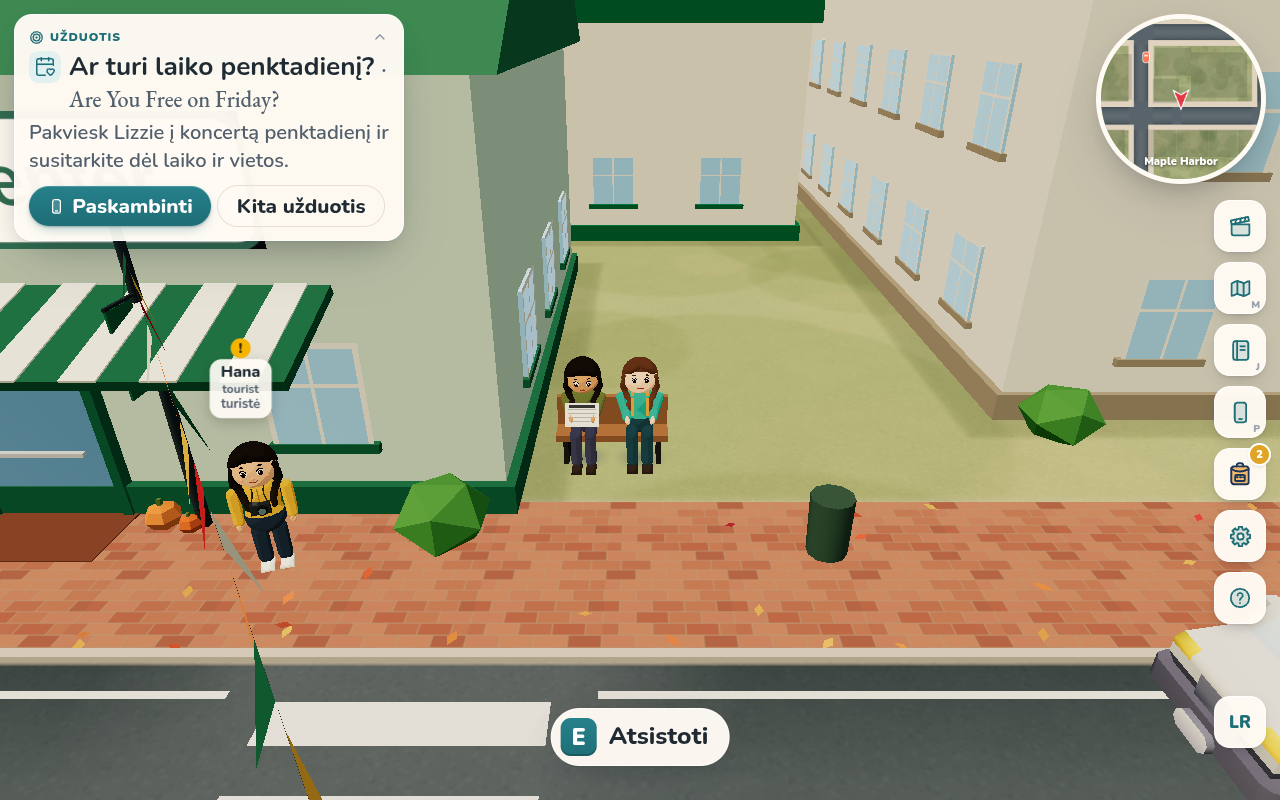 UŽDUOTIS
Ar turi laiko penktadienį? ·
Are You Free on Friday?
Pakviesk Lizzie į koncertą penktadienį ir
susitarkite dėl laiko ir vietos.
Paskambinti
Kita užduotis
Maple Harbor
M
J
P
2
!
Hana
tourist
turistė
LR
E Atsistoti